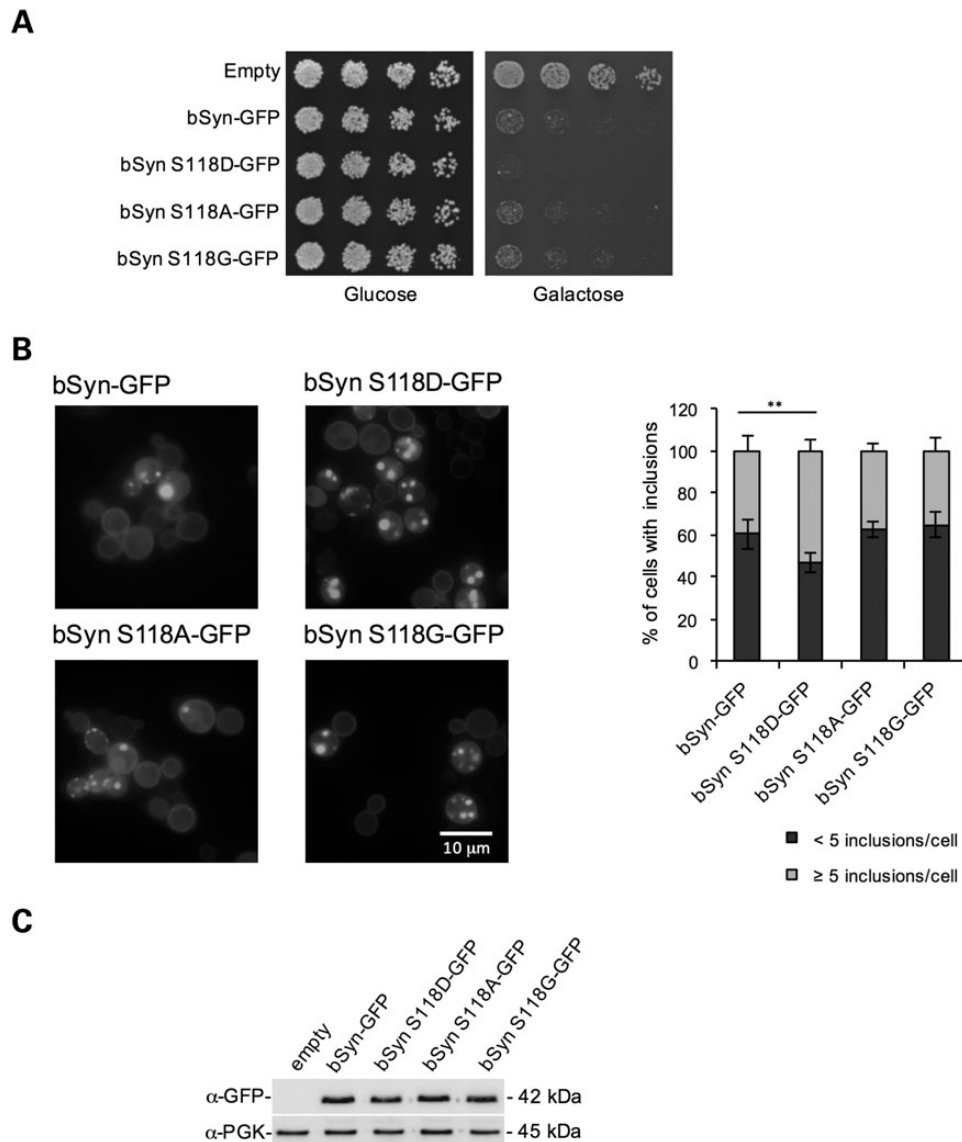 A
Empty
bSyn-GFP
bSyn S118D-GFP
bSyn S118A-GFP
bSyn S118G-GFP
Glucose
Galactose
B
bSyn-GFP
bSyn S118D-GFP
bSyn S118A-GFP
bSyn S118G-GFP
10 μm
% of cells with inclusions
120
100
80
60
40
20
0
**
bSyn-GFP
bSyn S118D-GFP
bSyn S118A-GFP
bSyn S118G-GFP
< 5 inclusions/cell
≥ 5 inclusions/cell
C
empty
bSyn-GFP
bSyn S118D-GFP
bSyn S118A-GFP
bSyn S118G-GFP
α-GFP-
- 42 kDa
α-PGK-
- 45 kDa